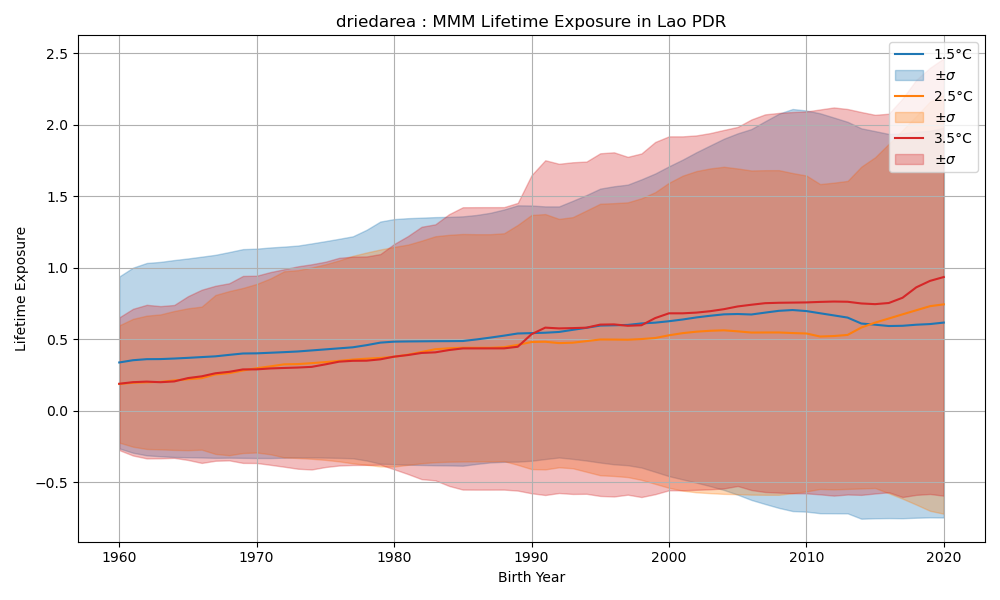 driedarea : MMM Lifetime Exposure in Lao PDR
2.5
2.0
1.5
1.0
0.5
0.0
−0.5
Lifetime Exposure
1960
1970
1980
1990
2000
2010
2020
Birth Year
1.5°C
±σ
2.5°C
±σ
3.5°C
±σ